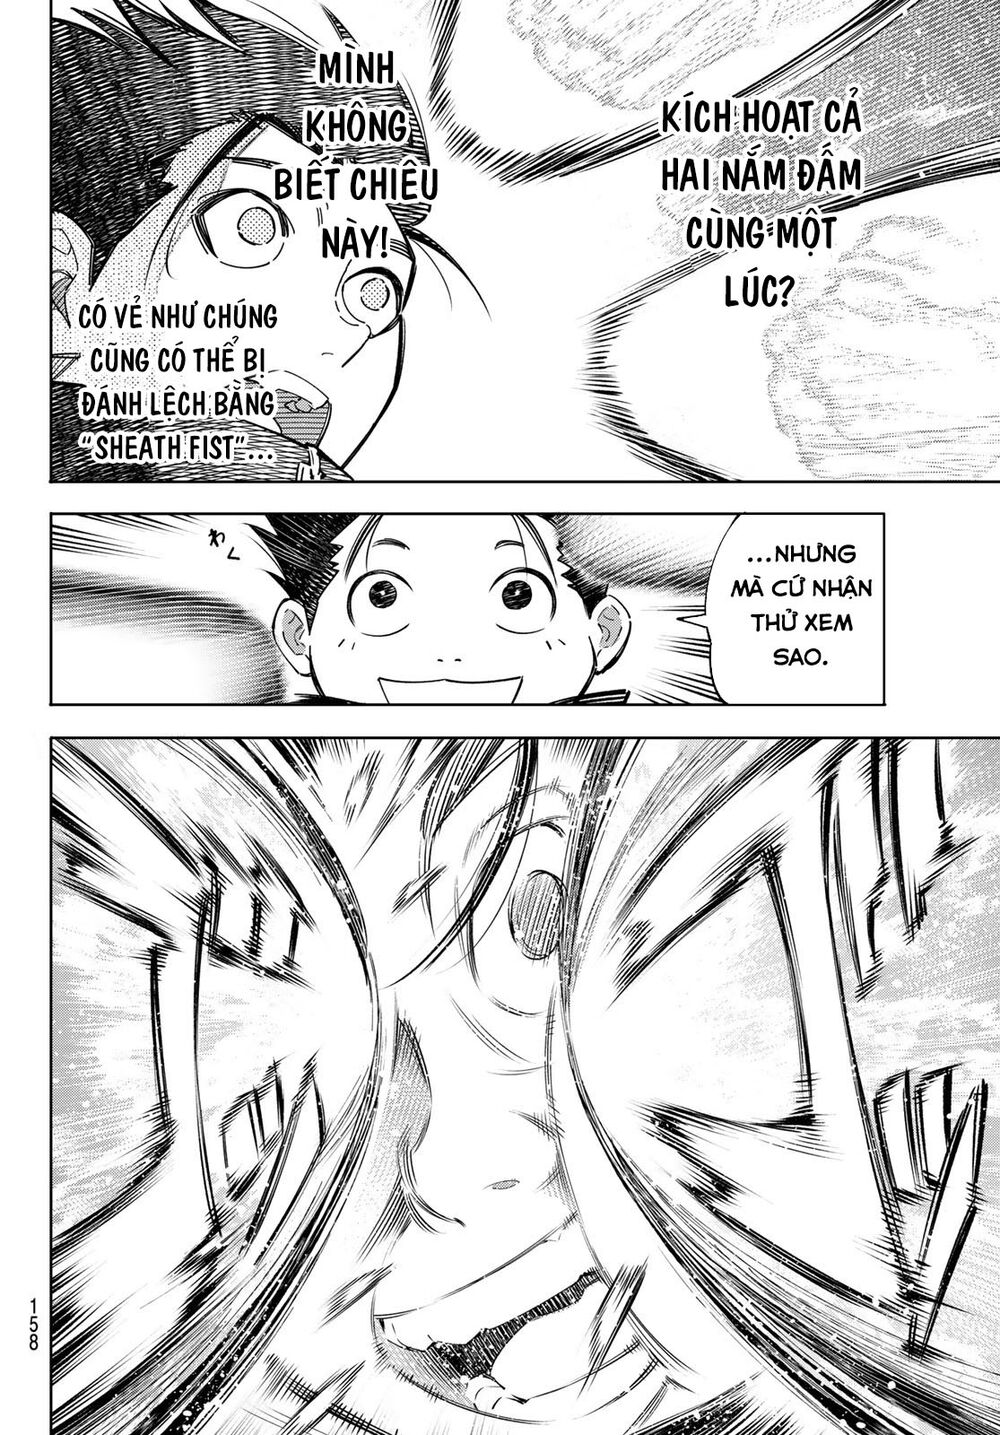 KÍCH HOẠT CẢ
HAI NẮM ĐẤM
CÙNG MỘT
LÚC?
MÌNH
KHÔNG
BIẾT CHIÊU
NÀY!
CÓ VẺ NHƯ CHÚNG
CŨNG CÓ THỂ BỊ
ĐÁNH LỆCH BẰNG
“SHEATH FIST”...
...NHƯNG
MÀ CỨ NHẬN
THỬ XEM
SAO.
わく
158